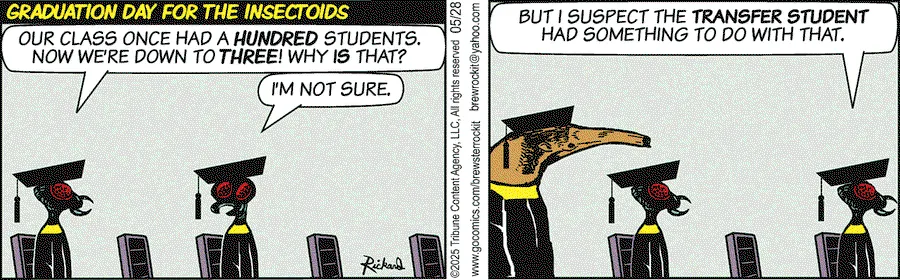 GRADUATION DAY FOR THE INSECTOIDS
OUR CLASS ONCE HAD A HUNDRED STUDENTS.
NOW WE'RE DOWN TO THREE! WHY IS THAT?
I'M NOT SURE.
Rickard
©2025 Tribune Content Agency, LLC, All rights reserved 05/28
www.gocomics.com/brewsterrockit brewrockit@yahoo.com
BUT I SUSPECT THE TRANSFER STUDENT
HAD SOMETHING TO DO WITH THAT.